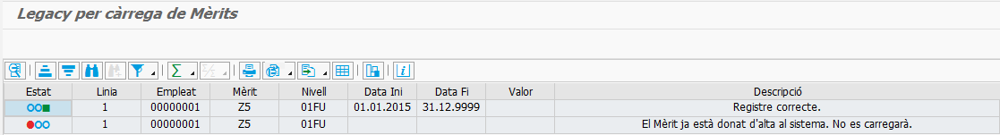 Legacy per càrrega de Mèrits
Estat Linia Empleat Mèrit Nivell Data Ini Data Fi Valor Descripció
1 00000001 Z5 01FU 01.01.2015 31.12.9999 Registre correcte.
1 00000001 Z5 01FU El Mèrit ja està donat d'alta al sistema. No es carregarà.